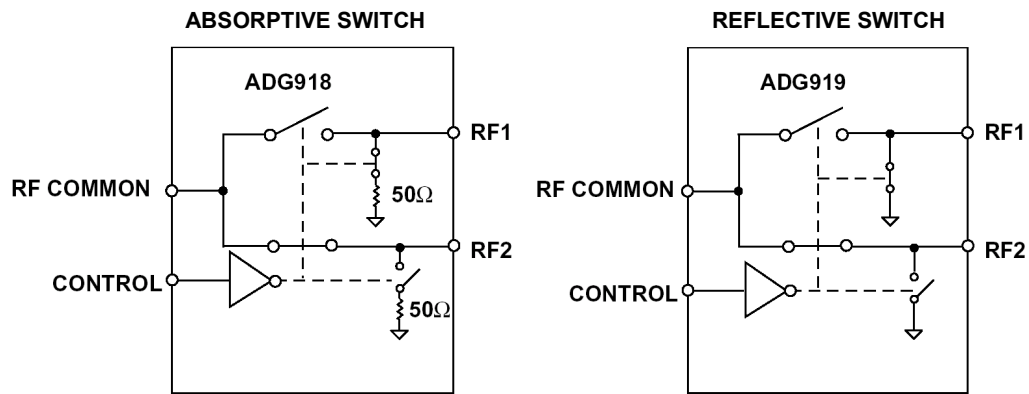 ABSORPTIVE SWITCH
ADG918
RF1
50Ω
RF COMMON
RF2
CONTROL
50Ω
REFLECTIVE SWITCH
ADG919
RF1
RF COMMON
RF2
CONTROL